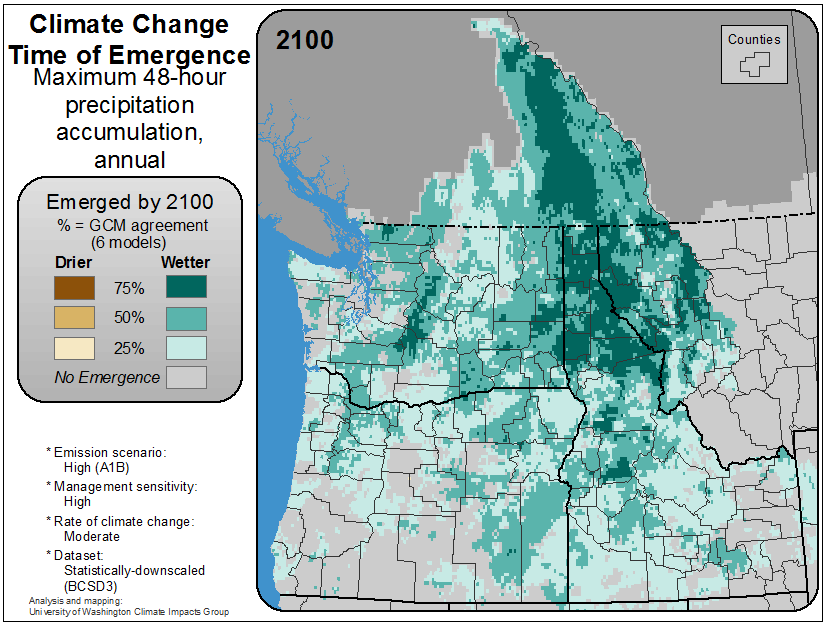 Climate Change
Time of Emergence
Maximum 48-hour
precipitation
accumulation,
annual
2100
Counties
Emerged by 2100
% = GCM agreement
(6 models)
Drier Wetter
75%
50%
25%
No Emergence
* Emission scenario:
High (A1B)
* Management sensitivity:
High
* Rate of climate change:
Moderate
* Dataset:
Statistically-downscaled
(BCSD3)
Analysis and mapping:
University of Washington Climate Impacts Group